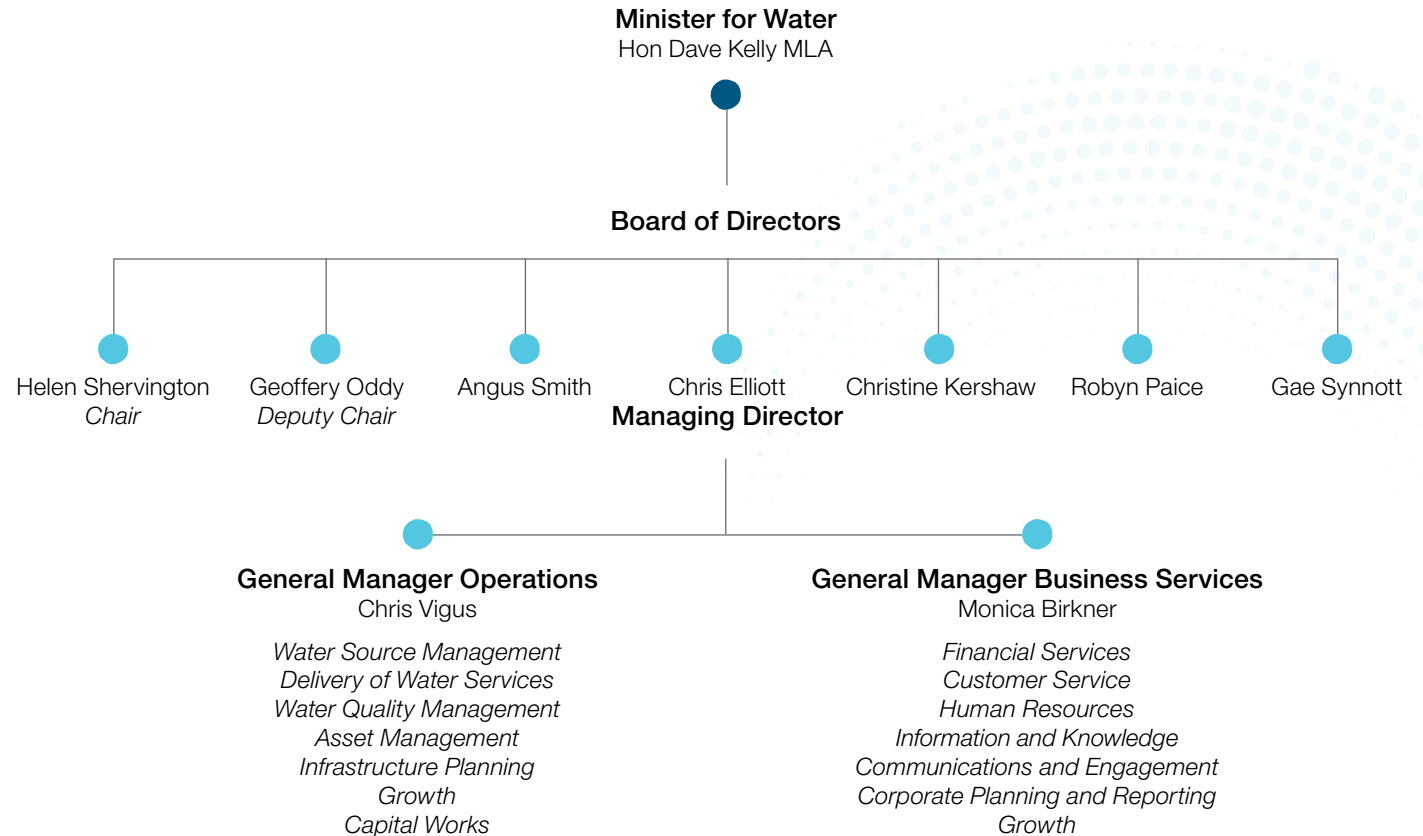 Minister for Water
Hon Dave Kelly MLA
Board of Directors
Helen Shervington
Chair
Geoffery Oddy
Deputy Chair
Angus Smith
Chris Elliott
Managing Director
Christine Kershaw
Robyn Paice
Gae Synnott
General Manager Operations
Chris Vigus
Water Source Management
Delivery of Water Services
Water Quality Management
Asset Management
Infrastructure Planning
Growth
Capital Works
General Manager Business Services
Monica Birkner
Financial Services
Customer Service
Human Resources
Information and Knowledge
Communications and Engagement
Corporate Planning and Reporting
Growth